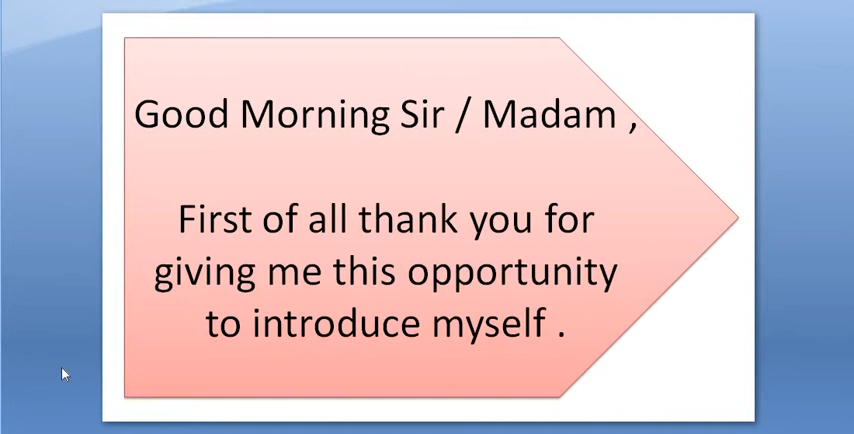 Good Morning Sir / Madam ,
First of all thank you for
giving me this opportunity
to introduce myself .